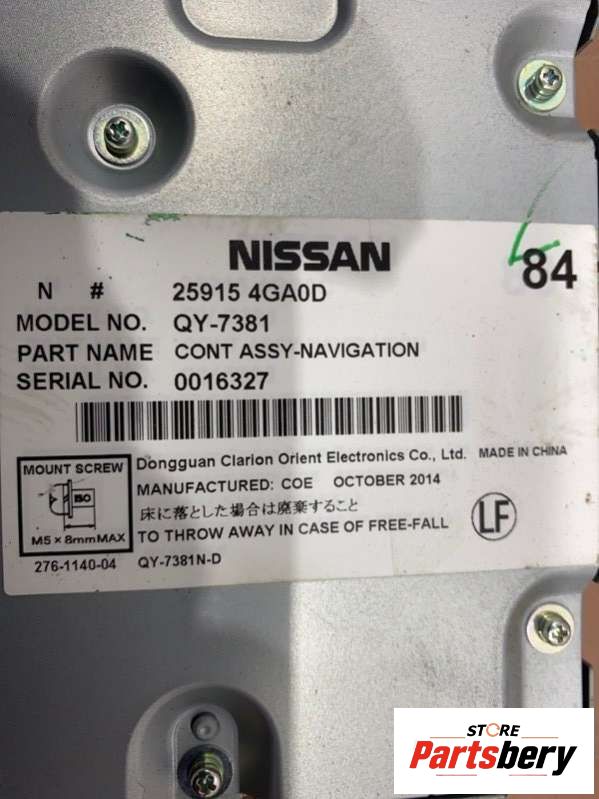 NISSAN
84
N # 25915 4GA0D
MODEL NO. QY-7381
PART NAME CONT ASSY-NAVIGATION
SERIAL NO. 0016327
MOUNT SCREW
ISO
M5 × 8mmMAX
276-1140-04
Dongguan Clarion Orient Electronics Co., Ltd. MADE IN CHINA
MANUFACTURED: COE OCTOBER 2014
床に落とした場合は廃棄すること
TO THROW AWAY IN CASE OF FREE-FALL
QY-7381N-D
LF
STORE
Partsbery